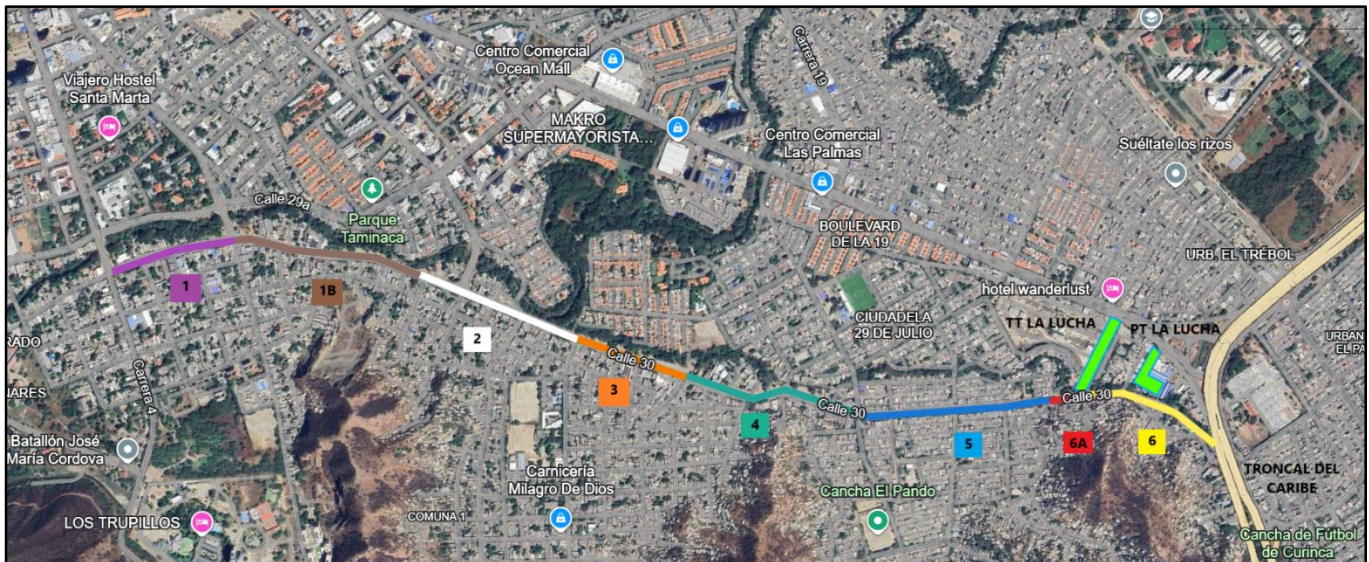 Centro Comercial
Ocean Mall
Carrera 19
Viajero Hostel
Santa Marta
MAKRO
SUPERMAYORISTA...
Centro Comercial
Las Palmas
Suéltate los rizos
Calle 29a
Parque
Taminaca
BOULEVARD
DE LA 19
URB. EL TRÉBOL
hotel wanderlust
1
1B
TT LA LUCHA
PT LA LUCHA
CIUDADELA
29 DE JULIO
RADO
2
URBAN
EL PA
Calle 30
3
NARES
Carrera 4
Calle 30
Calle 30
4
5
6A
6
Batallón José
María Cordova
Carnicería
Milagro De Dios
Cancha El Pando
TRONCAL DEL
CARIBE
COMUNA 1
LOS TRUPILLOS
Cancha de Fútbol
de Curinca